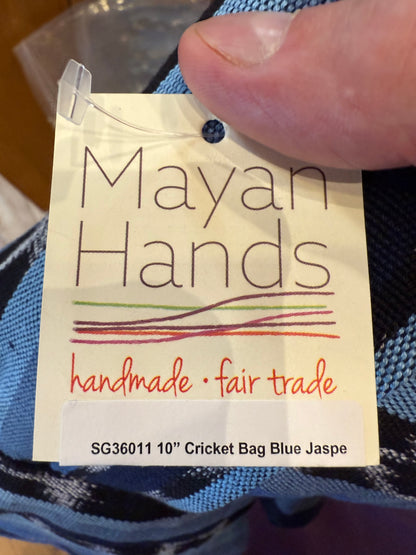 Mayan
Hands
handmade • fair trade
SG36011 10” Cricket Bag Blue Jaspe